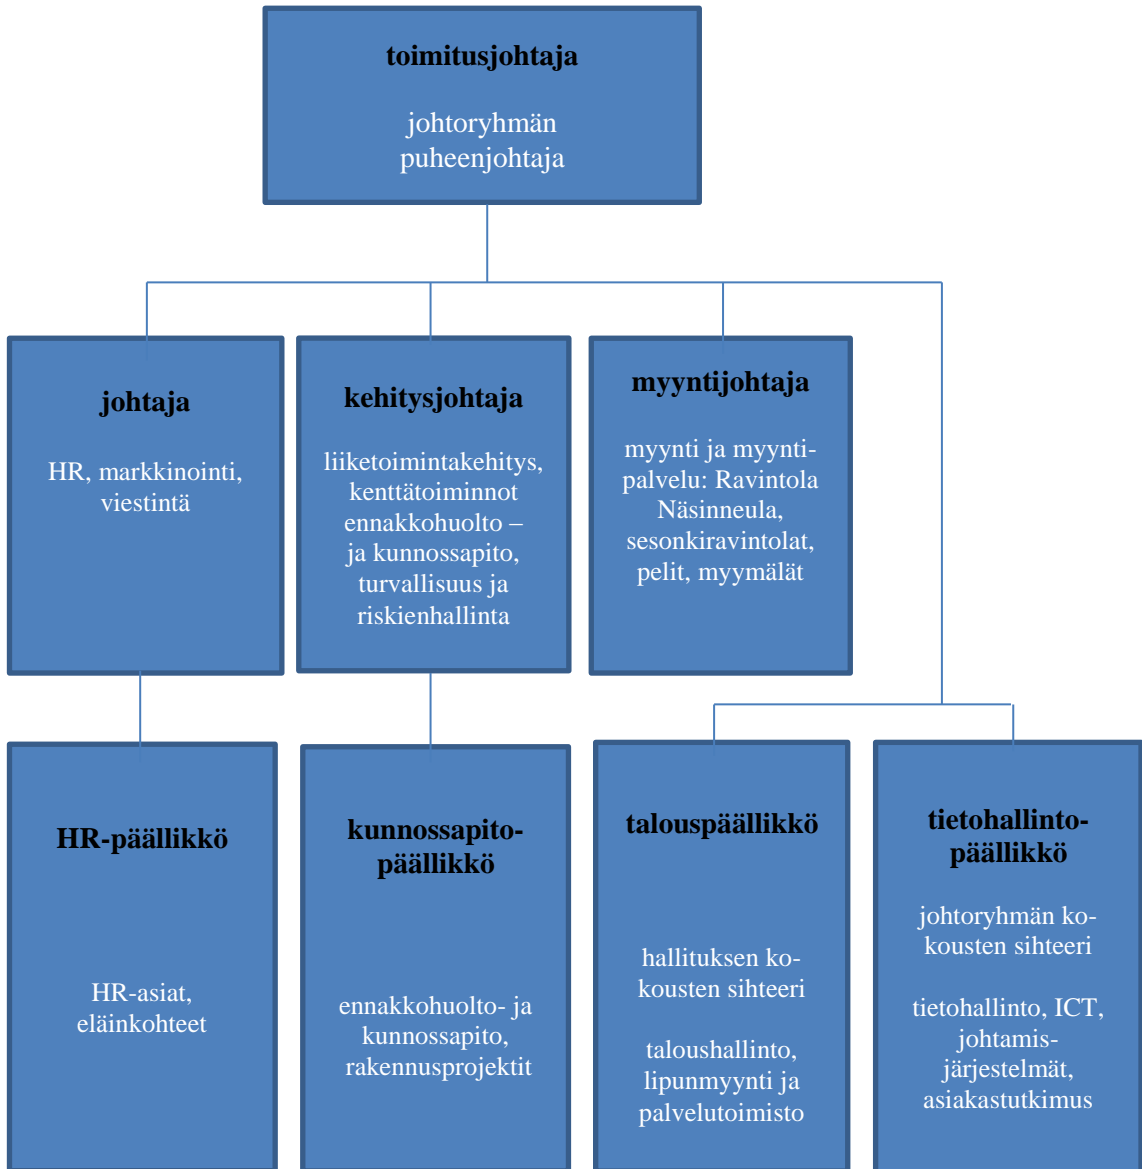 toimitusjohtaja
johtoryhmän
puheenjohtaja
johtaja
HR, markkinointi,
viestintä
kehitysjohtaja
liiketoimintakehitys,
kenttätoiminnot
ennakkohuolto –
ja kunnossapito,
turvallisuus ja
riskienhallinta
myyntijohtaja
myynti ja myynti-
palvelu: Ravintola
Näsinneula,
sesonkiravintolat,
pelit, myymälät
HR-päällikkö
HR-asiat,
eläinkohteet
kunnossapito-
päällikkö
ennakkohuolto- ja
kunnossapito,
rakennusprojektit
talouspäällikkö
hallituksen ko-
kousten sihteeri
taloushallinto,
lipunmyynti ja
palvelutoimisto
tietohallinto-
päällikkö
johtoryhmän ko-
kousten sihteeri
tietohallinto, ICT,
johtamis-
järjestelmät,
asiakastutkimus